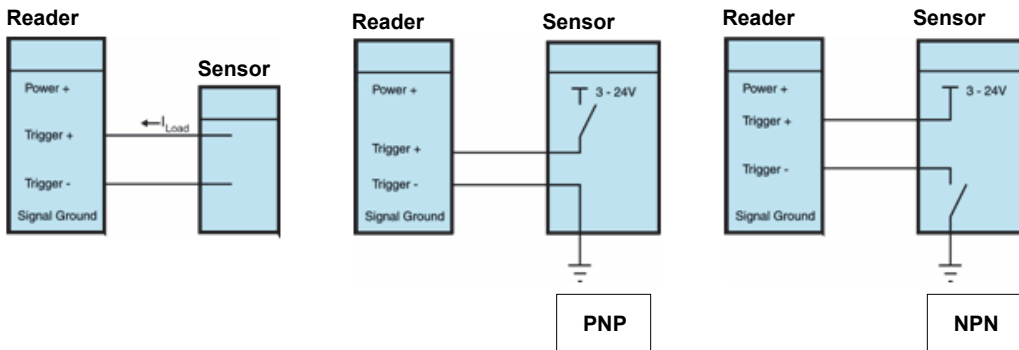 Reader
Sensor
Power +
Trigger +
Trigger -
Signal Ground
I Load
Reader
Sensor
Power +
Trigger +
Trigger -
Signal Ground
3 - 24V
PNP
Reader
Sensor
Power +
Trigger +
Trigger -
Signal Ground
3 - 24V
NPN